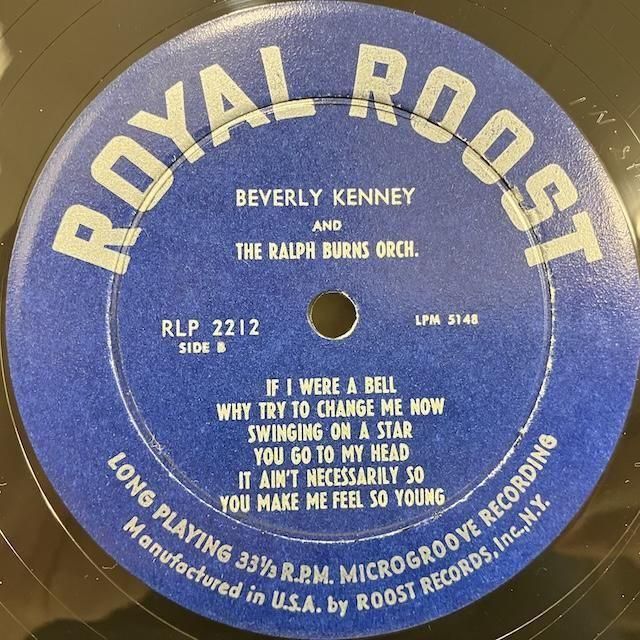 ROYAL ROOST
BEVERLY KENNEY
AND
THE RALPH BURNS ORCH.
RLP 2212
SIDE B
LPM 5148
IF I WERE A BELL
WHY TRY TO CHANGE ME NOW
SWINGING ON A STAR
YOU GO TO MY HEAD
IT AIN'T NECESSARILY SO
YOU MAKE ME FEEL SO YOUNG
LONG PLAYING 33⅓ R.P.M. MICROGROOVE RECORDING
Manufactured in U.S.A. by ROOST RECORDS, Inc., N.Y.